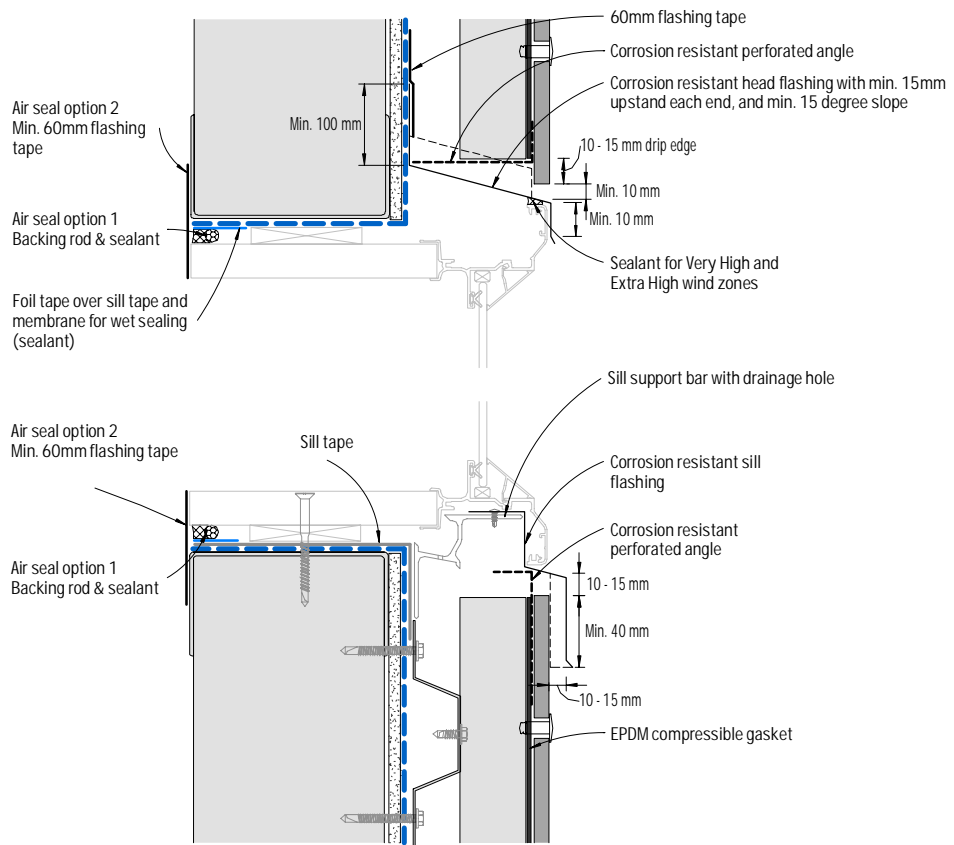 60mm flashing tape
Corrosion resistant perforated angle
Corrosion resistant head flashing with min. 15mm
upstand each end, and min. 15 degree slope
Air seal option 2
Min. 60mm flashing
tape
Min. 100 mm
10 - 15 mm drip edge
Min. 10 mm
Min. 10 mm
Air seal option 1
Backing rod & sealant
Sealant for Very High and
Extra High wind zones
Foil tape over sill tape and
membrane for wet sealing
(sealant)
Sill support bar with drainage hole
Air seal option 2
Min. 60mm flashing tape
Sill tape
Corrosion resistant sill
flashing
Corrosion resistant
perforated angle
Air seal option 1
Backing rod & sealant
10 - 15 mm
Min. 40 mm
10 - 15 mm
EPDM compressible gasket